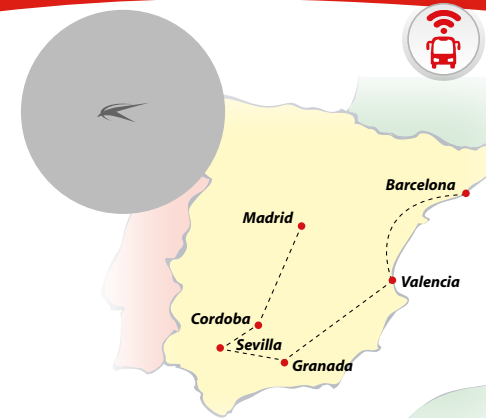 Barcelona
Madrid
Valencia
Cordoba
Sevilla
Granada